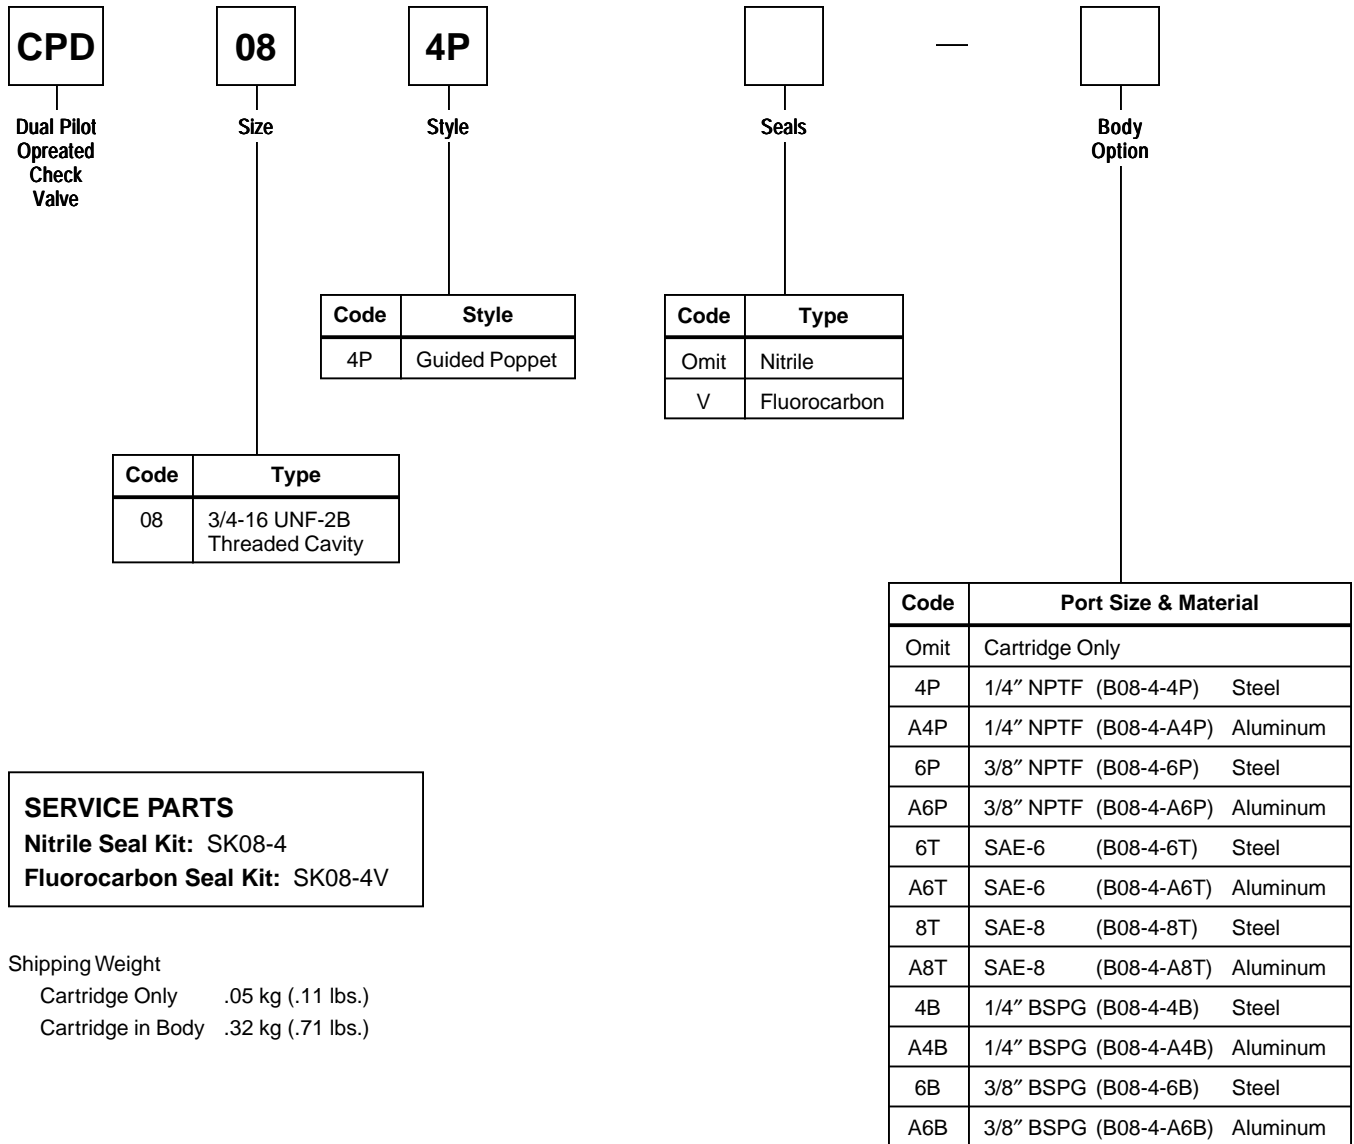 CPD 08 4P —
Dual Pilot
Opreated
Check
Valve
Size
Style
Seals
Body
Option
Code Style
4P Guided Poppet
Code Type
Omit Nitrile
V Fluorocarbon
Code Type
08 3/4-16 UNF-2B
Threaded Cavity
Code Port Size & Material
Omit Cartridge Only
4P 1/4″ NPTF (B08-4-4P) Steel
A4P 1/4″ NPTF (B08-4-A4P) Aluminum
6P 3/8″ NPTF (B08-4-6P) Steel
A6P 3/8″ NPTF (B08-4-A6P) Aluminum
6T SAE-6 (B08-4-6T) Steel
A6T SAE-6 (B08-4-A6T) Aluminum
8T SAE-8 (B08-4-8T) Steel
A8T SAE-8 (B08-4-A8T) Aluminum
4B 1/4″ BSPG (B08-4-4B) Steel
A4B 1/4″ BSPG (B08-4-A4B) Aluminum
6B 3/8″ BSPG (B08-4-6B) Steel
A6B 3/8″ BSPG (B08-4-A6B) Aluminum
SERVICE PARTS
Nitrile Seal Kit: SK08-4
Fluorocarbon Seal Kit: SK08-4V
Shipping Weight
Cartridge Only .05 kg (.11 lbs.)
Cartridge in Body .32 kg (.71 lbs.)